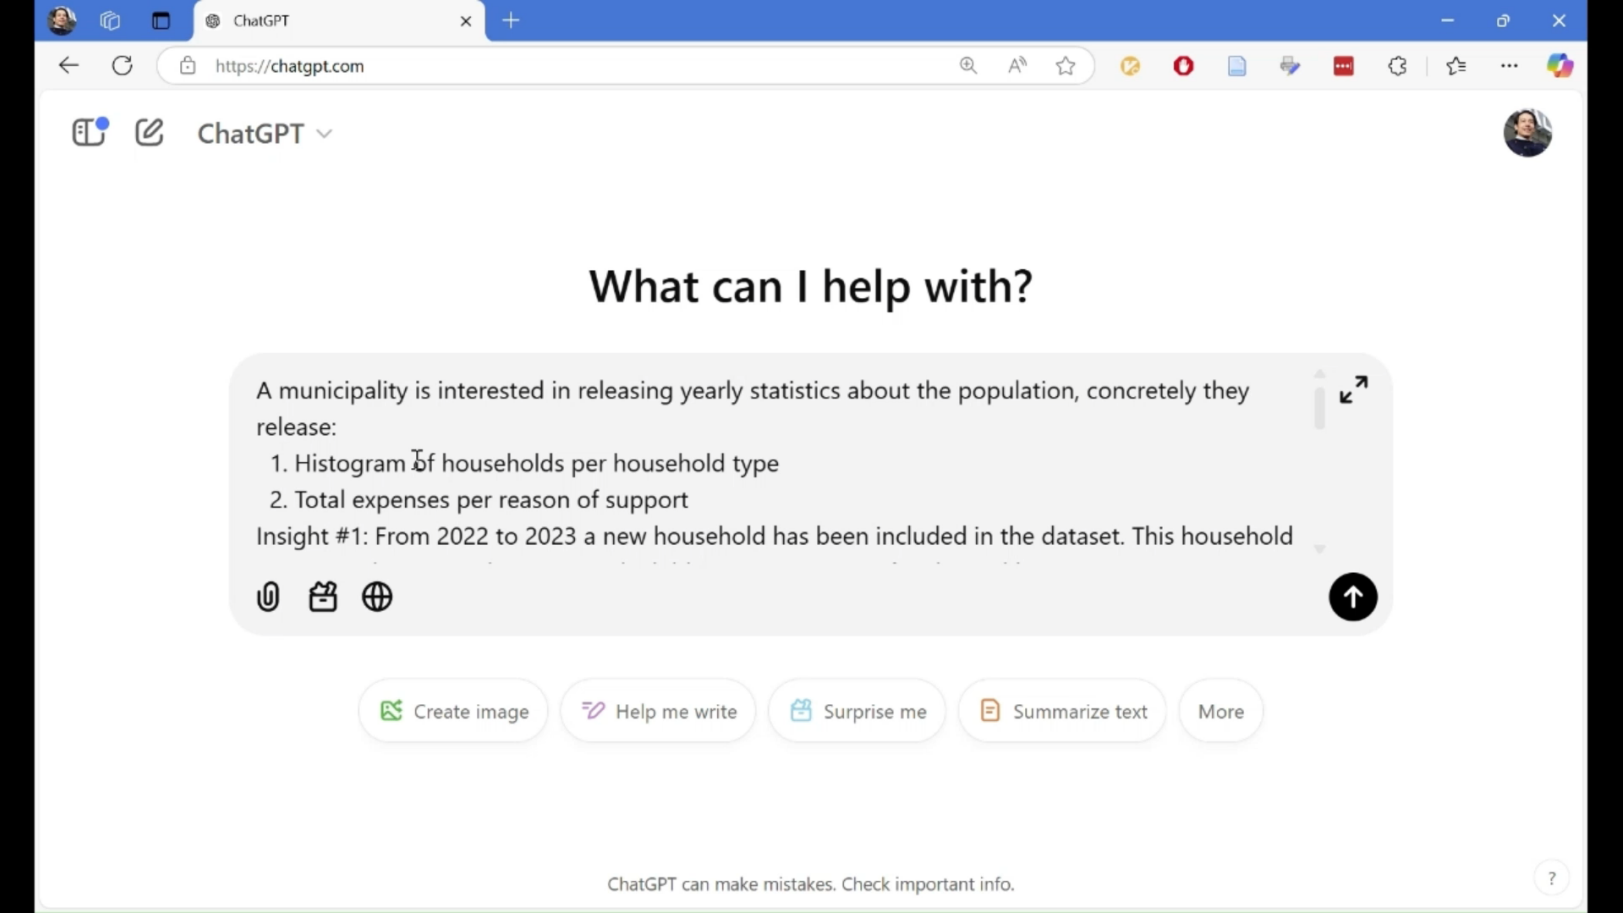 ChatGPT
https://chatgpt.com
ChatGPT
What can I help with?
A municipality is interested in releasing yearly statistics about the population, concretely they
release:
1. Histogram of households per household type
2. Total expenses per reason of support
Insight #1: From 2022 to 2023 a new household has been included in the dataset. This household
Create image
Help me write
Surprise me
Summarize text
More
ChatGPT can make mistakes. Check important info.
?